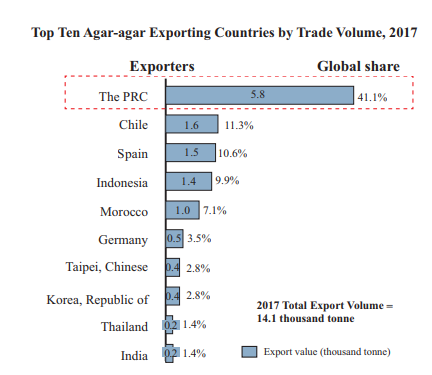 Top Ten Agar-agar Exporting Countries by Trade Volume, 2017
Exporters Global share
The PRC 5.8 41.1%
Chile 1.6 11.3%
Spain 1.5 10.6%
Indonesia 1.4 9.9%
Morocco 1.0 7.1%
Germany 0.5 3.5%
Taipei, Chinese 0.4 2.8%
Korea, Republic of 0.4 2.8%
Thailand 0.2 1.4%
India 0.2 1.4%
2017 Total Export Volume =
14.1 thousand tonne
Export value (thousand tonne)